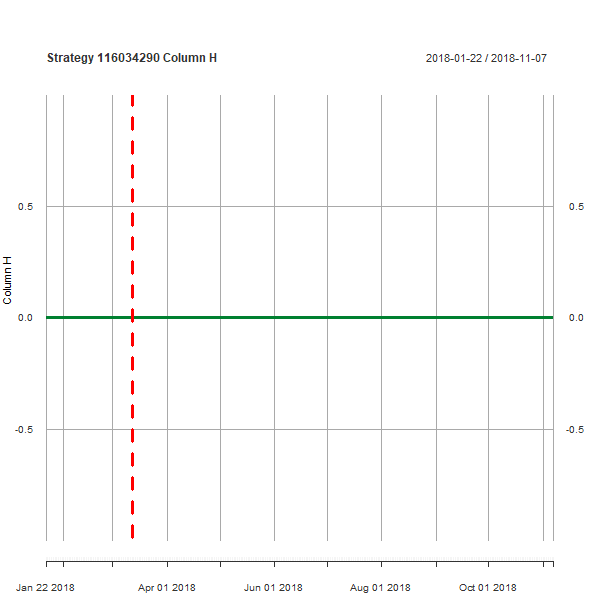 Strategy 116034290 Column H
2018-01-22 / 2018-11-07
0.5
0.5
Column H
0.0
0.0
-0.5
-0.5
Jan 22 2018
Apr 01 2018
Jun 01 2018
Aug 01 2018
Oct 01 2018